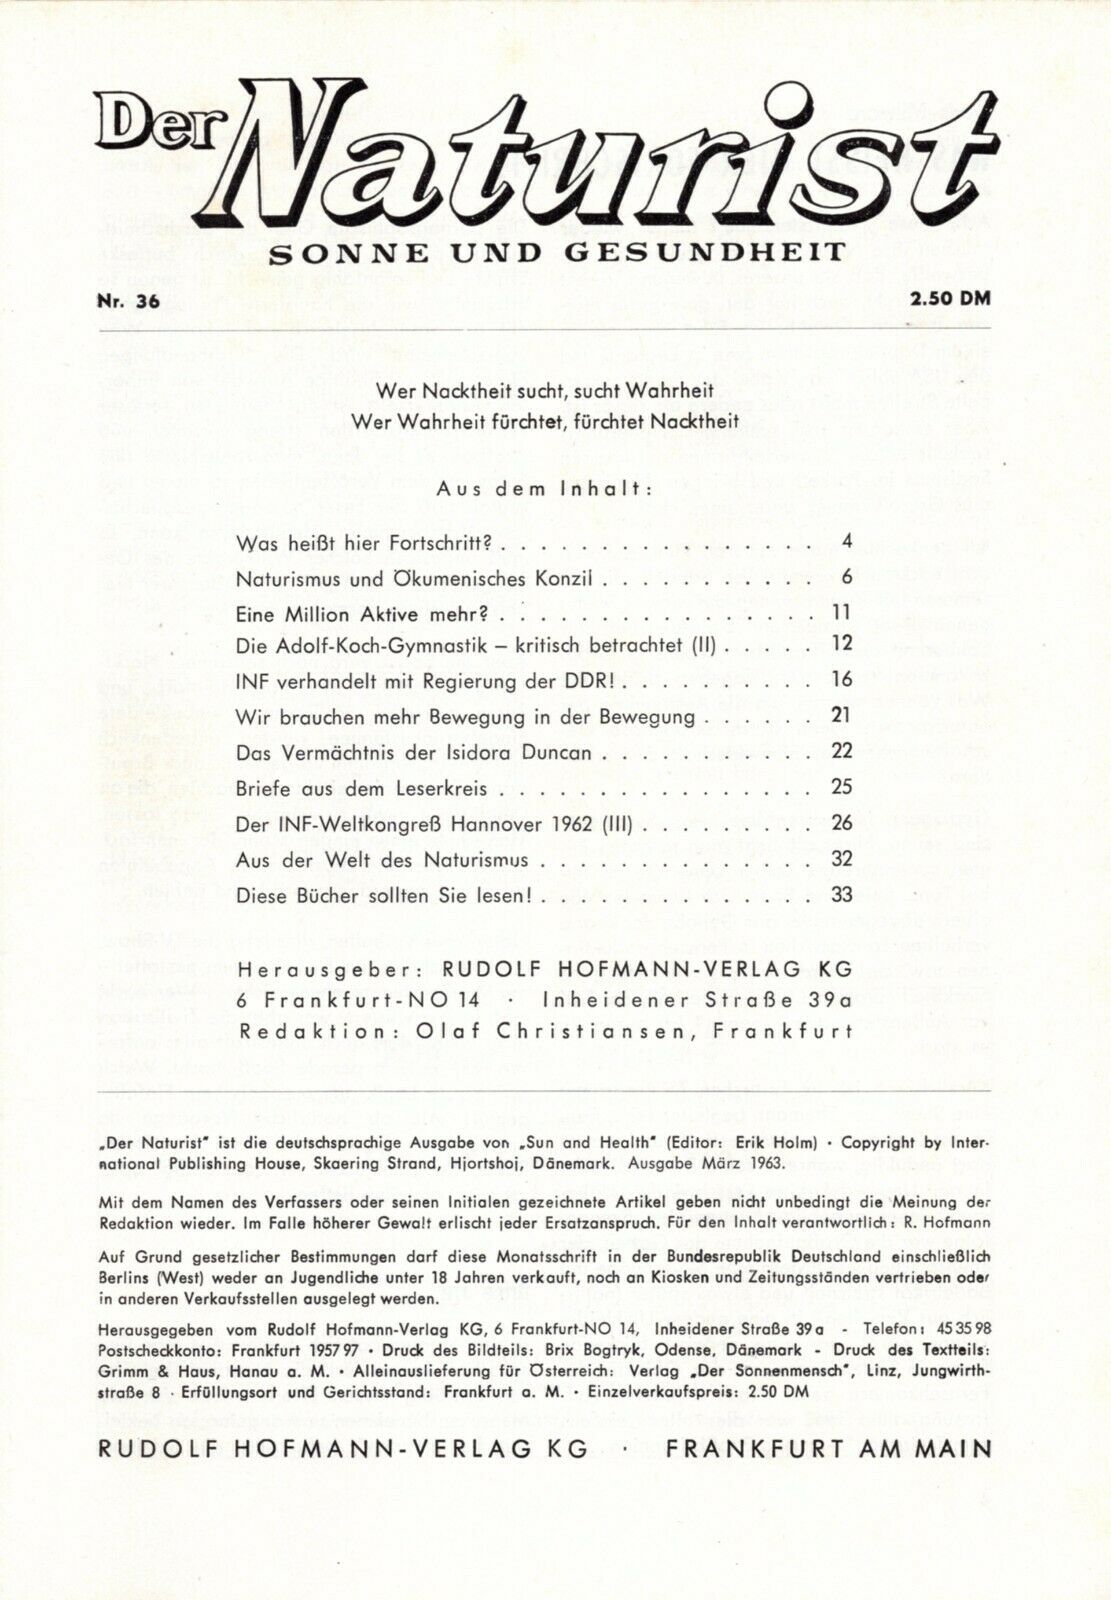 Der Naturist
SONNE UND GESUNDHEIT
Nr. 36 2.50 DM
Wer Nacktheit sucht, sucht Wahrheit
Wer Wahrheit fürchtet, fürchtet Nacktheit
Aus dem Inhalt:
Was heißt hier Fortschritt? . . . . . . . . . . . . . . . . 4
Naturismus und Ökumenisches Konzil . . . . . . . . . . . 6
Eine Million Aktive mehr? . . . . . . . . . . . . . . . . 11
Die Adolf-Koch-Gymnastik – kritisch betrachtet (II) . . . . . 12
INF verhandelt mit Regierung der DDR! . . . . . . . . . . 16
Wir brauchen mehr Bewegung in der Bewegung . . . . . . 21
Das Vermächtnis der Isidora Duncan . . . . . . . . . . . 22
Briefe aus dem Leserkreis . . . . . . . . . . . . . . . . 25
Der INF-Weltkongreß Hannover 1962 (III) . . . . . . . . . 26
Aus der Welt des Naturismus . . . . . . . . . . . . . . 32
Diese Bücher sollten Sie lesen! . . . . . . . . . . . . . . 33
Herausgeber: RUDOLF HOFMANN-VERLAG KG
6 Frankfurt-NO 14 · Inheidener Straße 39a
Redaktion: Olaf Christiansen, Frankfurt
„Der Naturist" ist die deutschsprachige Ausgabe von „Sun and Health" (Editor: Erik Holm) · Copyright by Inter-
national Publishing House, Skaering Strand, Hjortshoj, Dänemark. Ausgabe März 1963.
Mit dem Namen des Verfassers oder seinen Initialen gezeichnete Artikel geben nicht unbedingt die Meinung der
Redaktion wieder. Im Falle höherer Gewalt erlischt jeder Ersatzanspruch. Für den Inhalt verantwortlich: R. Hofmann
Auf Grund gesetzlicher Bestimmungen darf diese Monatsschrift in der Bundesrepublik Deutschland einschließlich
Berlins (West) weder an Jugendliche unter 18 Jahren verkauft, noch an Kiosken und Zeitungsständen vertrieben oder
in anderen Verkaufsstellen ausgelegt werden.
Herausgegeben vom Rudolf Hofmann-Verlag KG, 6 Frankfurt-NO 14, Inheidener Straße 39a - Telefon: 45 35 98
Postscheckkonto: Frankfurt 1957 97 · Druck des Bildteils: Brix Bogtryk, Odense, Dänemark - Druck des Textteils:
Grimm & Haus, Hanau a. M. · Alleinauslieferung für Österreich: Verlag „Der Sonnenmensch", Linz, Jungwirth-
straße 8 · Erfüllungsort und Gerichtsstand: Frankfurt a. M. · Einzelverkaufspreis: 2.50 DM
RUDOLF HOFMANN-VERLAG KG · FRANKFURT AM MAIN